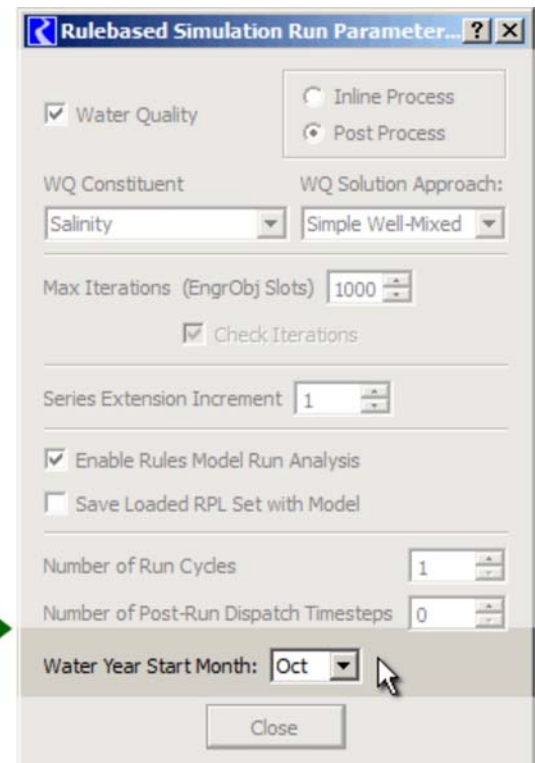 Rulebased Simulation Run Parameter... ? X
Inline Process
Water Quality
Post Process
WQ Constituent WQ Solution Approach:
Salinity Simple Well-Mixed
Max Iterations (EngrObj Slots) 1000
Check Iterations
Series Extension Increment 1
Enable Rules Model Run Analysis
Save Loaded RPL Set with Model
Number of Run Cycles 1
Number of Post-Run Dispatch Timesteps 0
Water Year Start Month: Oct
Close